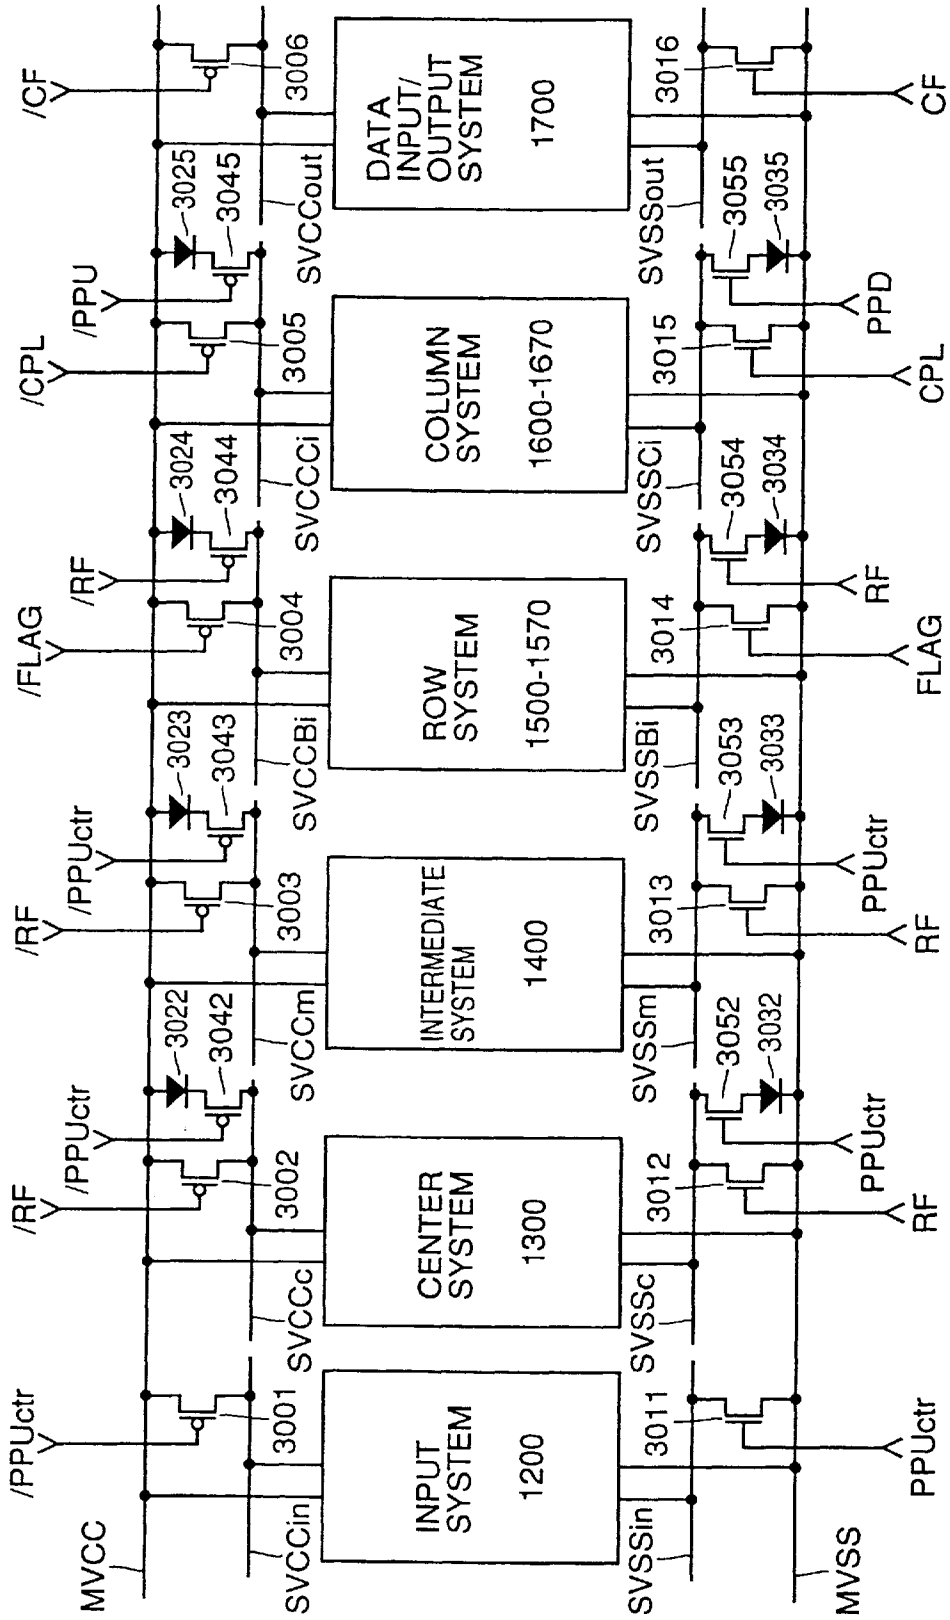 /PPUctr
/RF
/PPUctr
/RF
/PPUctr
/FLAG
/RF
/CPL
/PPU
/CF
MVCC
3022
3023
3024
3025
3042
3043
3044
3045
3001
3002
3003
3004
3005
3006
SVCCin
SVCCc
SVCCm
SVCCBi
SVCCCi
SVCCout
INPUT
SYSTEM
1200
CENTER
SYSTEM
1300
INTERMEDIATE
SYSTEM
1400
ROW
SYSTEM
1500-1570
COLUMN
SYSTEM
1600-1670
DATA
INPUT/
OUTPUT
SYSTEM
1700
SVSSin
SVSSc
SVSSm
SVSSBi
SVSSCi
SVSSout
3011
3012
3013
3014
3015
3016
3052
3053
3054
3055
3032
3033
3034
3035
MVSS
PPUctr
RF
PPUctr
RF
PPUctr
FLAG
RF
CPL
PPD
CF